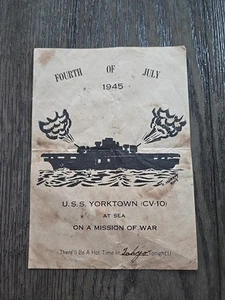 FOURTH OF JULY
1945
U.S.S. YORKTOWN (CV-10)
AT SEA
ON A MISSION OF WAR
There'll Be A Hot Time in Tokyo Tonight!